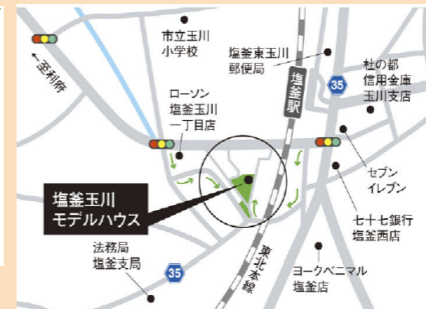 市立玉川
小学校
塩釜東玉川
郵便局
杜の都
信用金庫
玉川支店
35
←至利府
塩釜駅
ローソン
塩釜玉川
一丁目店
セブン
イレブン
塩釜玉川
モデルハウス
七十七銀行
塩釜西店
法務局
塩釜支局
35
東北本線
ヨークベニマル
塩釜店